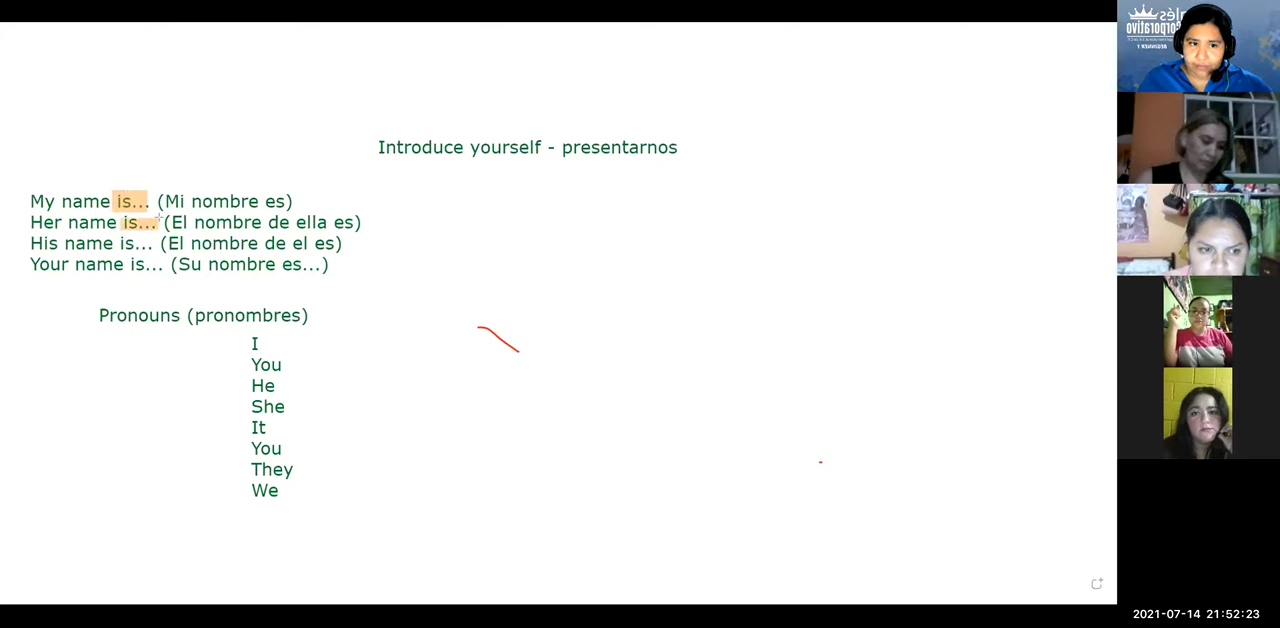 Introduce yourself - presentarnos
My name is... (Mi nombre es)
Her name is... (El nombre de ella es)
His name is... (El nombre de el es)
Your name is... (Su nombre es...)
Pronouns (pronombres)
I
You
He
She
It
You
They
We
BEGINNER 1
2021-07-14 21:52:23